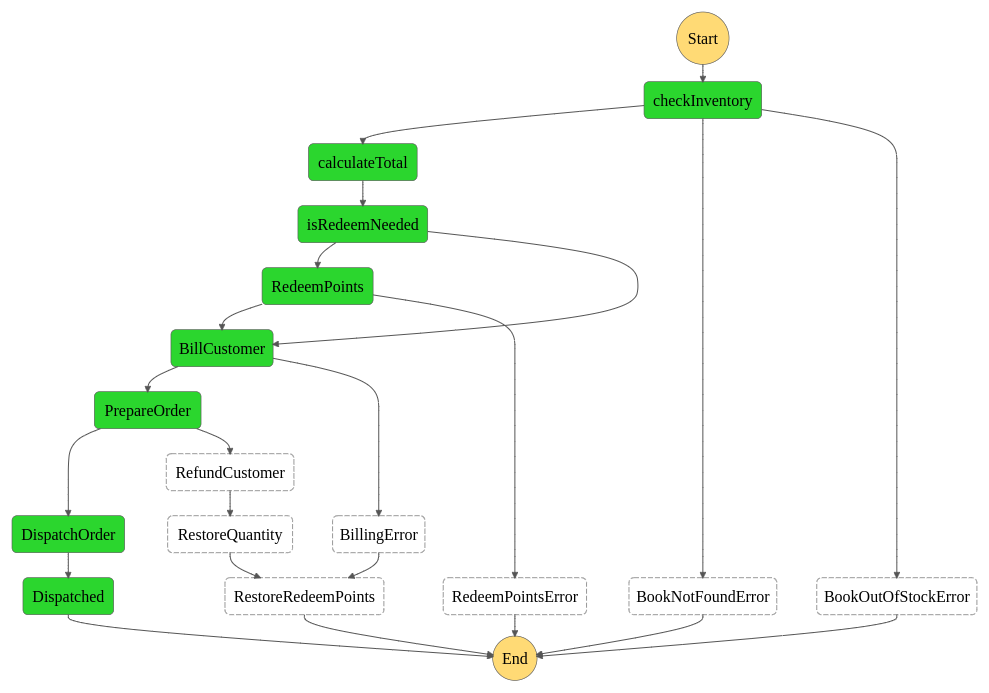 Start
checkInventory
calculateTotal
isRedeemNeeded
RedeemPoints
BillCustomer
PrepareOrder
RefundCustomer
DispatchOrder
RestoreQuantity
BillingError
Dispatched
RestoreRedeemPoints
RedeemPointsError
BookNotFoundError
BookOutOfStockError
End